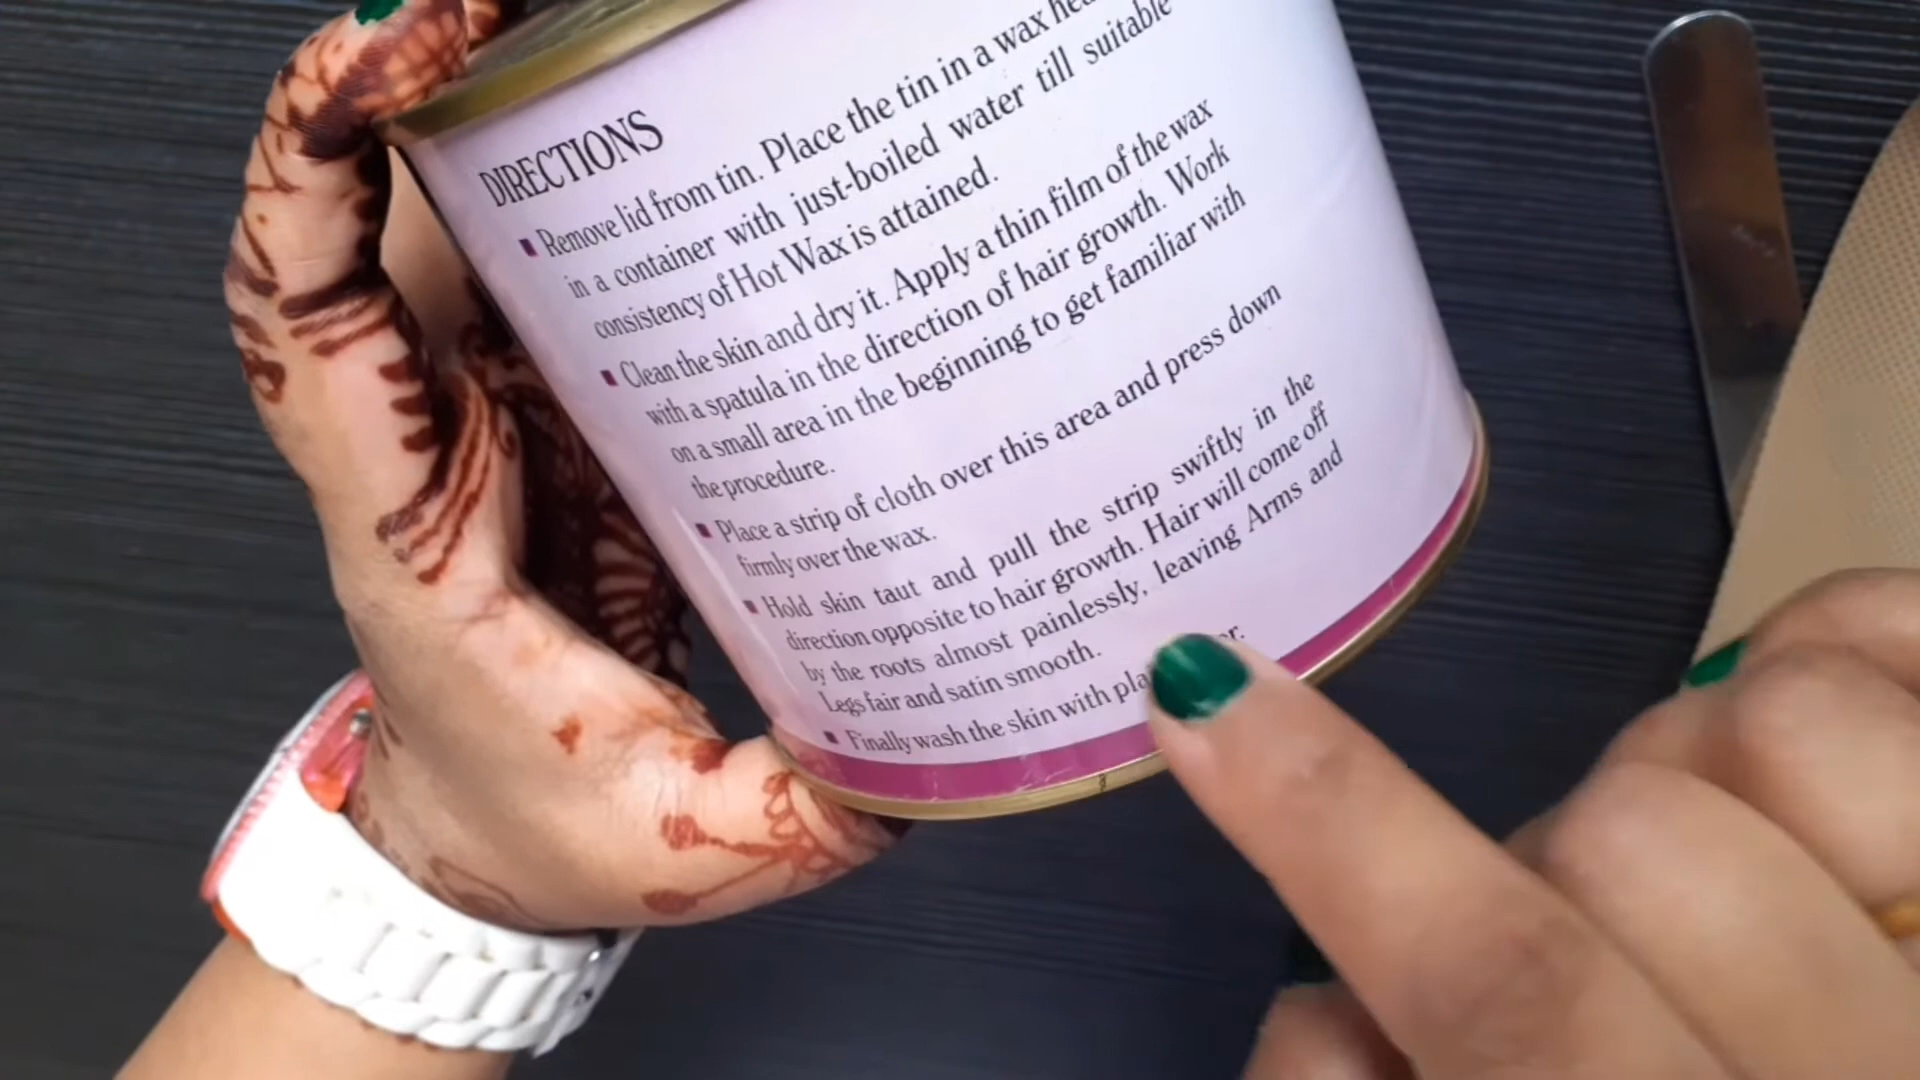 DIRECTIONS
Remove lid from tin. Place the tin in a wax
in a container with just-boiled water till suitable
consistency of Hot Wax is attained.
Clean the skin and dry it. Apply a thin film of the wax
with a spatula in the direction of hair growth. Work
on a small area in the beginning to get familiar with
the procedure.
Place a strip of cloth over this area and press down
firmly over the wax.
Hold skin taut and pull the strip swiftly in the
direction opposite to hair growth. Hair will come off
by the roots almost painlessly, leaving Arms and
Legs fair and satin smooth.
Finally wash the skin with